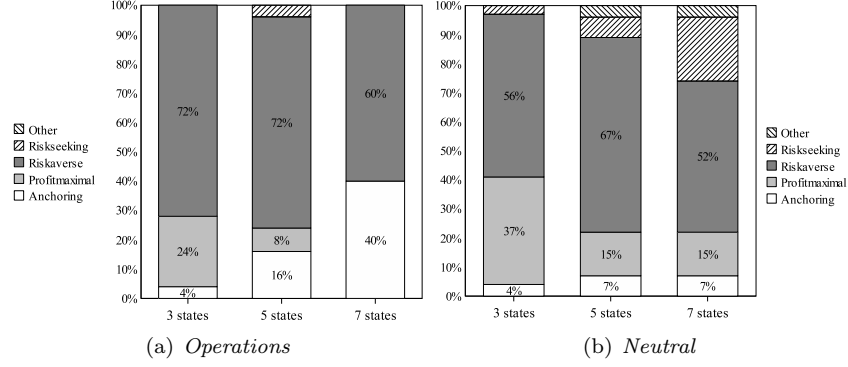 100%
90%
80%
70%
60%
50%
40%
30%
20%
10%
0%
72%
24%
4%
72%
8%
16%
60%
40%
3 states
5 states
7 states
Other
Riskseeking
Riskaverse
Profitmaximal
Anchoring
(a) Operations
100%
90%
80%
70%
60%
50%
40%
30%
20%
10%
0%
56%
37%
4%
67%
15%
7%
52%
15%
7%
3 states
5 states
7 states
Other
Riskseeking
Riskaverse
Profitmaximal
Anchoring
(b) Neutral